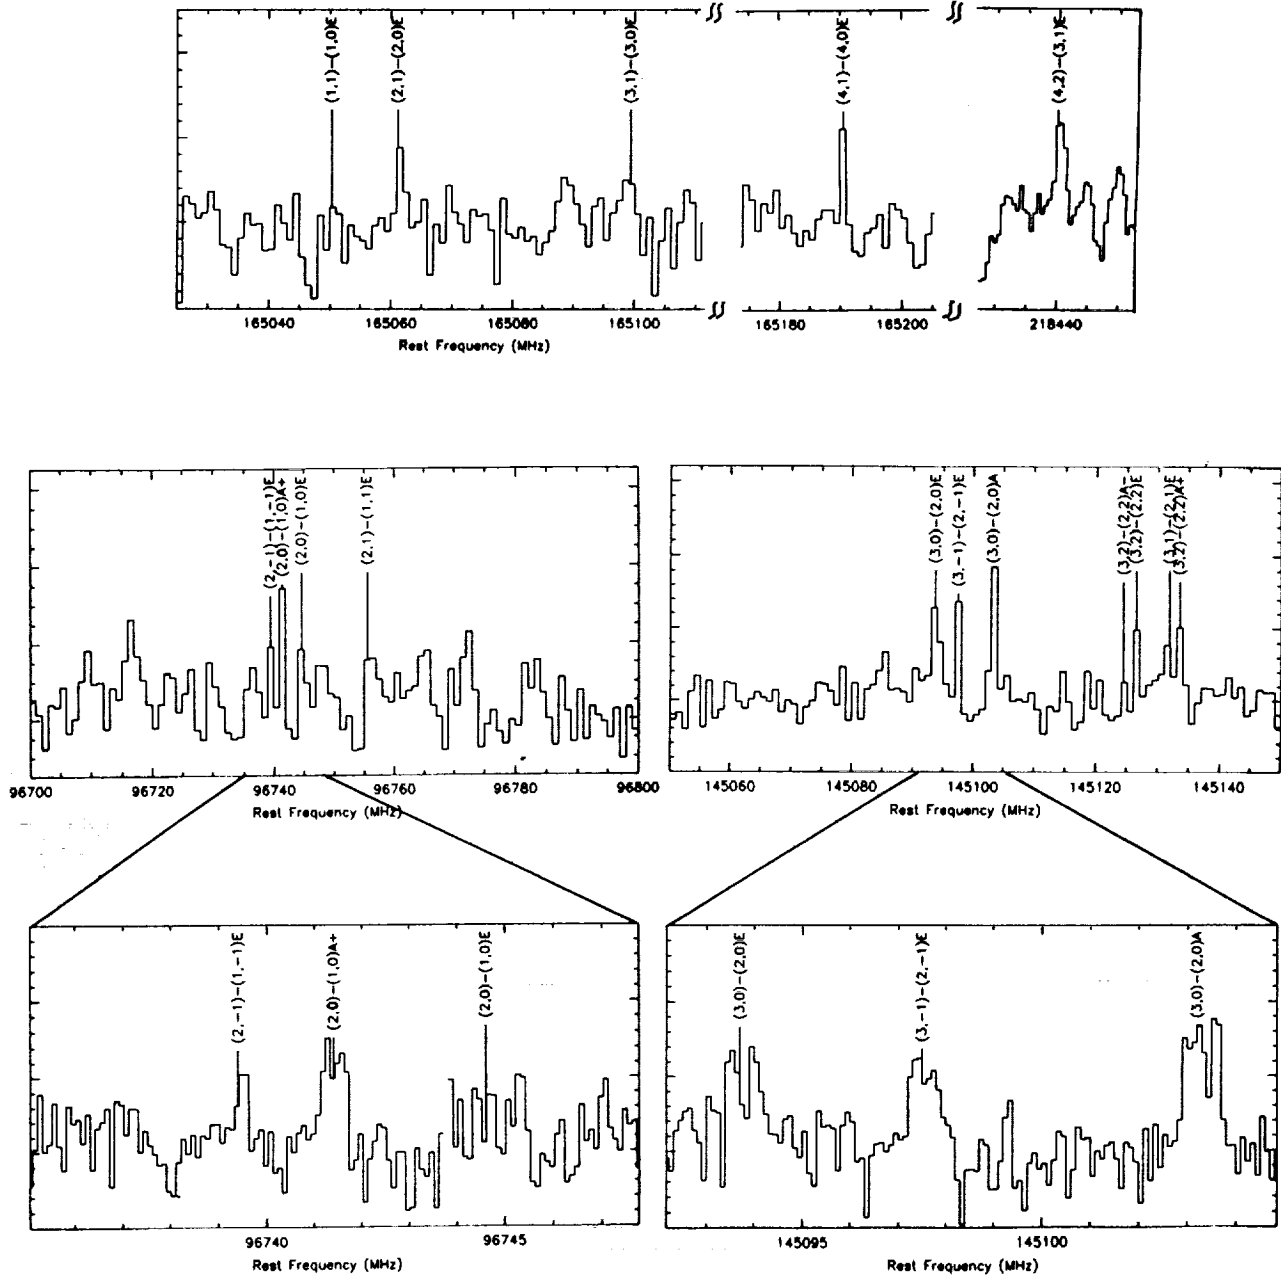 (1,1)-(1,0)E
(2,1)-(2,0)
(3,1)-(3,0)E
(4,1)-(4,0)E
(4,2)-(3,1)E
165040 165060 165080 165100 165180 165200 218440
Rest Frequency (MHz)
(2,-1)-(1,-1)E
(2,0)-(1,0)A+
(2,0)-(1,0)E
(2,1)-(1,1)E
96700 96720 96740 96760 96780 96800
Rest Frequency (MHz)
(3,0)-(2,0)E
(3,-1)-(2,-1)E
(3,0)-(2,0)A
(3,2)-(2,2)A-
(3,2)-(2,2)E
(3,1)-(2,1)E
(3,2)-(2,2)A+
145060 145080 145100 145120 145140
Rest Frequency (MHz)
(2,-1)-(1,-1)E
(2,0)-(1,0)A+
(2,0)-(1,0)E
96740 96745
Rest Frequency (MHz)
(3,0)-(2,0)E
(3,-1)-(2,-1)E
(3,0)-(2,0)A
145095 145100
Rest Frequency (MHz)